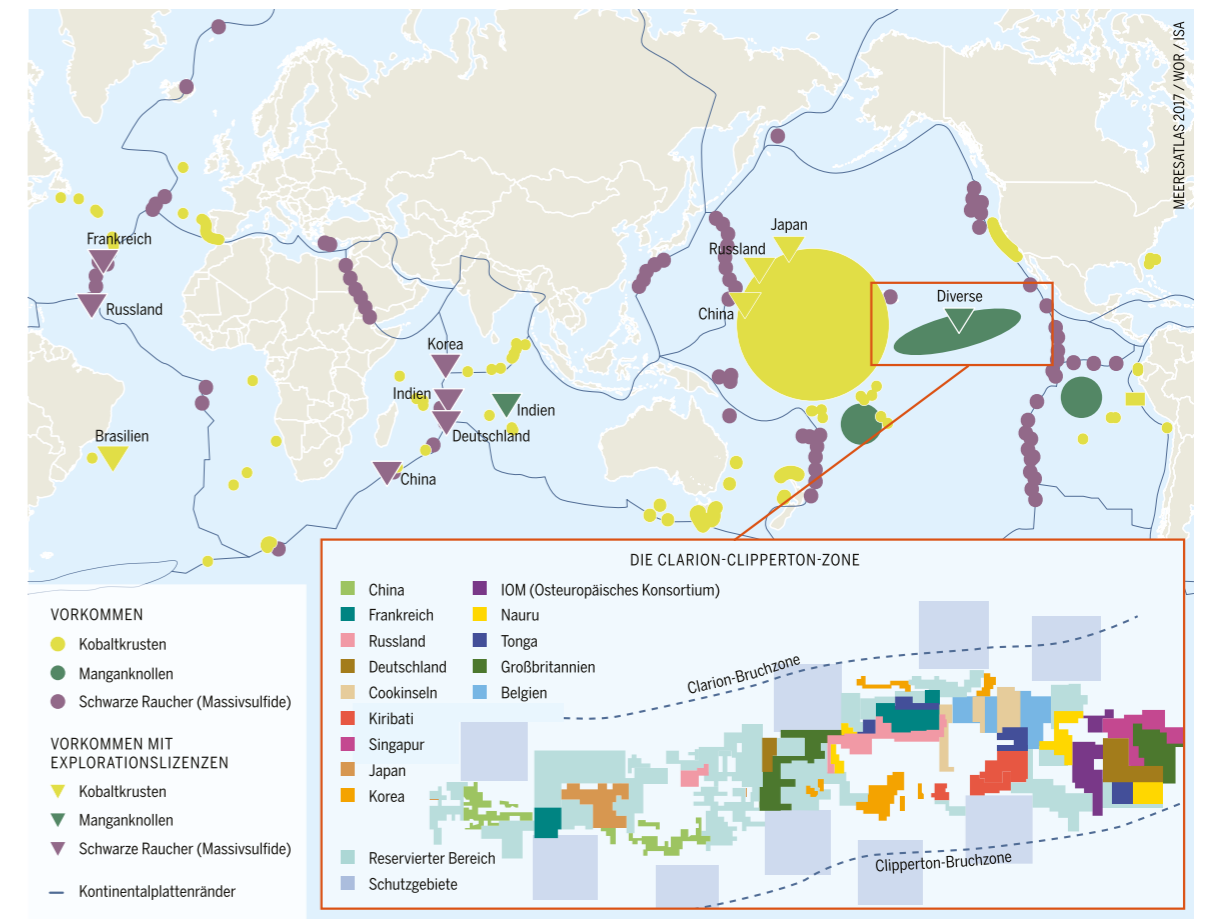 MEERESATLAS 2017 / WOR / ISA
Frankreich
Russland
Brasilien
Korea
Indien
Indien
Deutschland
China
Japan
Russland
China
Diverse
VORKOMMEN
Kobaltkrusten
Manganknollen
Schwarze Raucher (Massivsulfide)
VORKOMMEN MIT
EXPLORATIONSLIZENZEN
Kobaltkrusten
Manganknollen
Schwarze Raucher (Massivsulfide)
Kontinentalplattenränder
DIE CLARION-CLIPPERTON-ZONE
China
Frankreich
Russland
Deutschland
Cookinseln
Kiribati
Singapur
Japan
Korea
IOM (Osteuropäisches Konsortium)
Nauru
Tonga
Großbritannien
Belgien
Reservierter Bereich
Schutzgebiete
Clarion-Bruchzone
Clipperton-Bruchzone